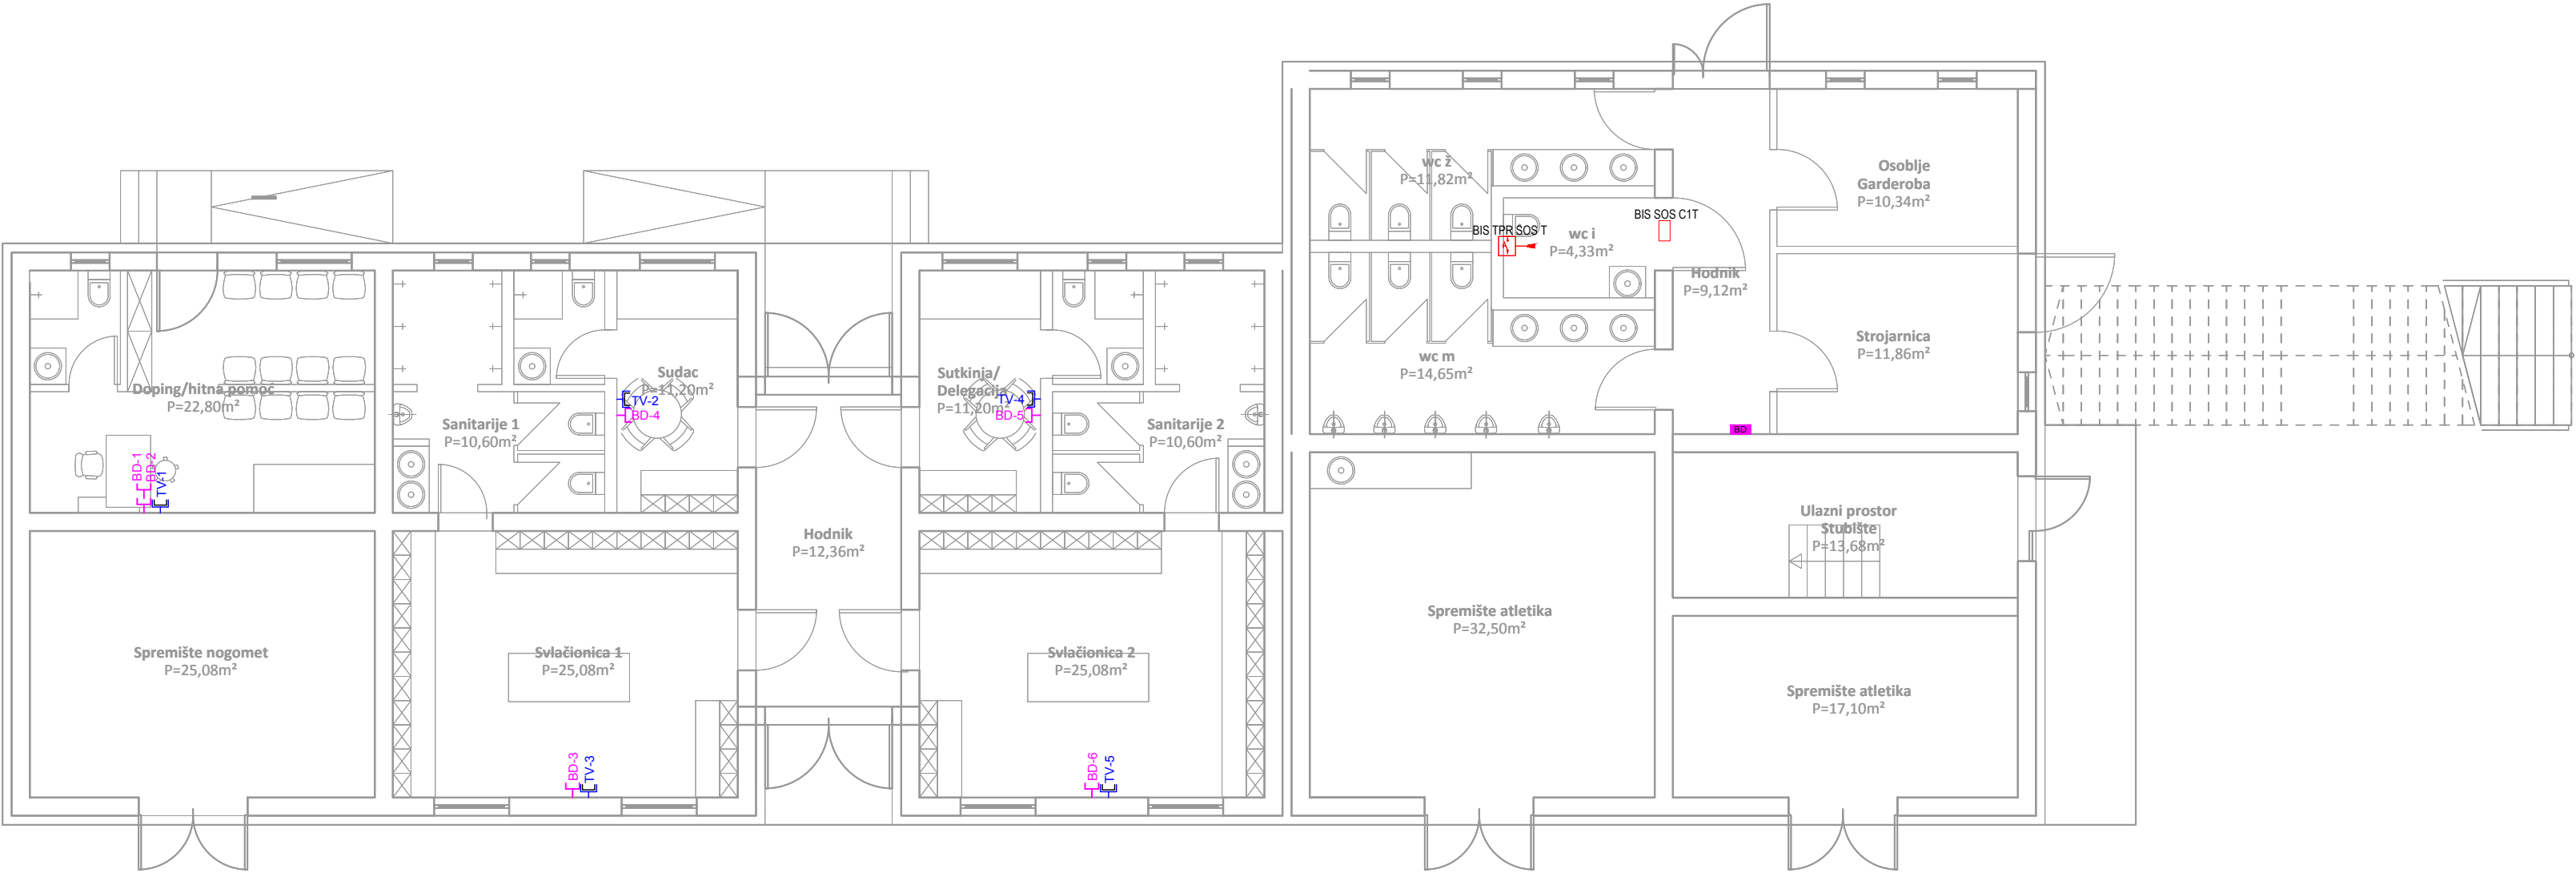 wc ž
P=11,82m²
Osoblje
Garderoba
P=10,34m²
BIS SOS C1T
BIS TPR SOS T
wc i
P=4,33m²
Hodnik
P=9,12m²
Strojarnica
P=11,86m²
wc m
P=14,65m²
Doping/hitna pomoć
P=22,80m²
BD-1
BD-2
TV-1
Sanitarije 1
P=10,60m²
Sudac
P=11,20m²
TV-2
BD-4
Sutkinja/
Delegacija
P=11,20m²
TV-4
BD-5
Sanitarije 2
P=10,60m²
BD
Hodnik
P=12,36m²
Ulazni prostor
Stubište
P=13,68m²
Spremište nogomet
P=25,08m²
Svlačionica 1
P=25,08m²
BD-3
TV-3
Svlačionica 2
P=25,08m²
BD-6
TV-5
Spremište atletika
P=32,50m²
Spremište atletika
P=17,10m²